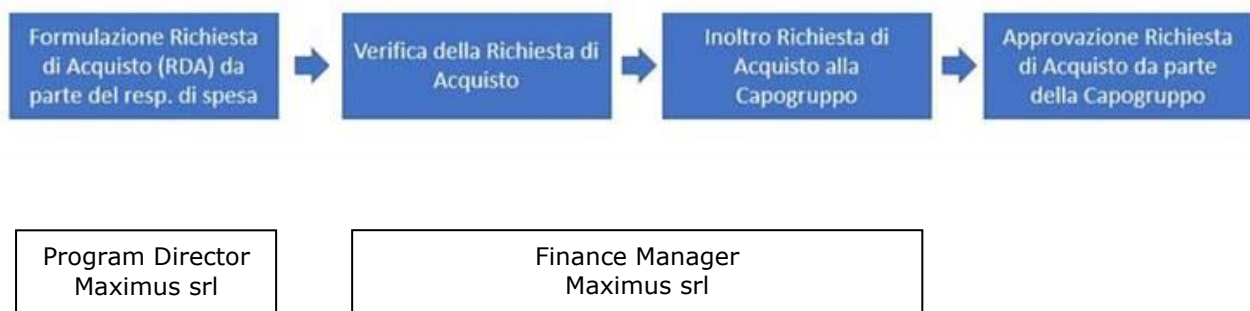 Formulazione Richiesta
di Acquisto (RDA) da
parte del resp. di spesa
Verifica della Richiesta di
Acquisto
Inoltro Richiesta di
Acquisto alla
Capogruppo
Approvazione Richiesta
di Acquisto da parte
della Capogruppo
Program Director
Maximus srl
Finance Manager
Maximus srl